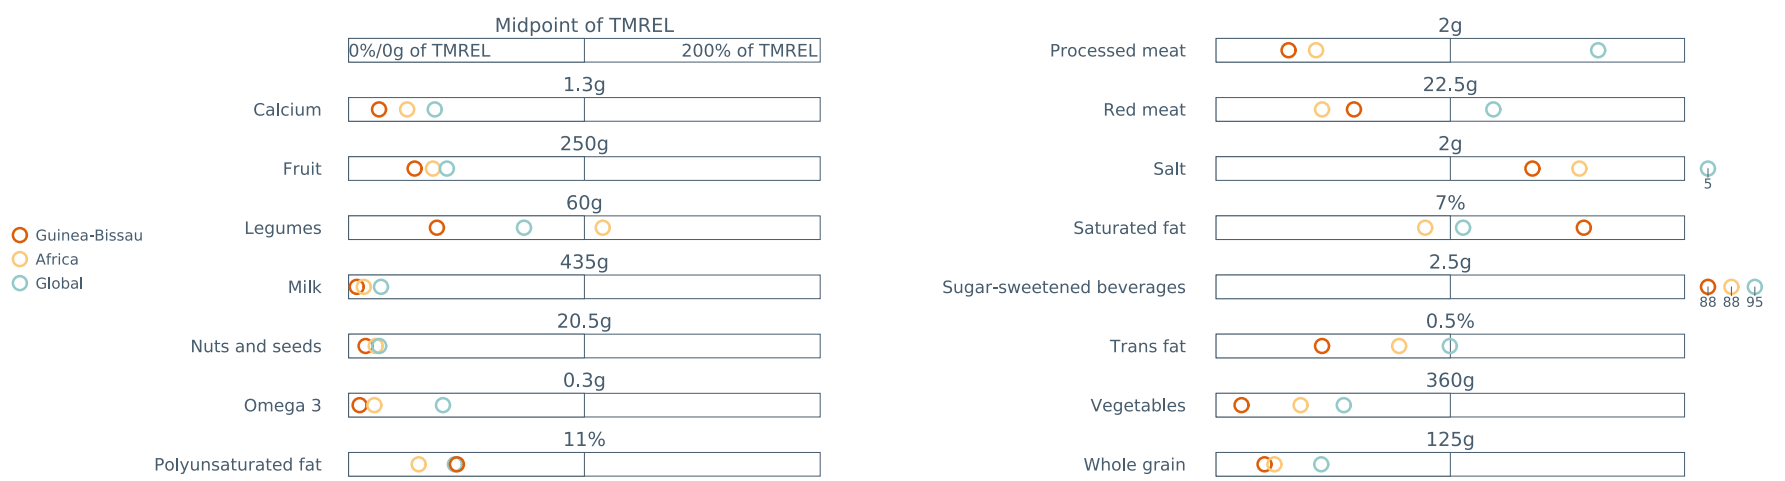 Midpoint of TMREL
0%/0g of TMREL 200% of TMREL
1.3g
Calcium
250g
Fruit
60g
Legumes
435g
Milk
20.5g
Nuts and seeds
0.3g
Omega 3
11%
Polyunsaturated fat
Guinea-Bissau
Africa
Global
2g
Processed meat
22.5g
Red meat
2g
Salt
5
7%
Saturated fat
2.5g
Sugar-sweetened beverages
88 88 95
0.5%
Trans fat
360g
Vegetables
125g
Whole grain